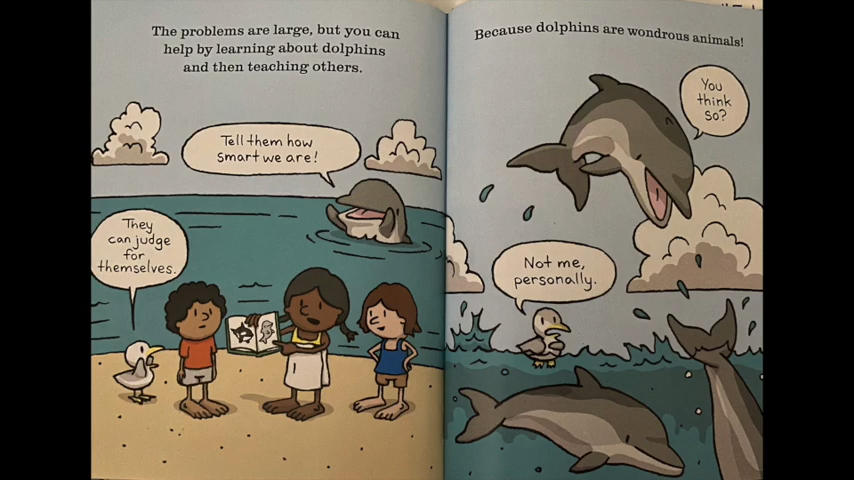 The problems are large, but you can
help by learning about dolphins
and then teaching others.
Tell them how
smart we are!
They
can judge
for
themselves.
Because dolphins are wondrous animals!
You
think
so?
Not me,
personally.